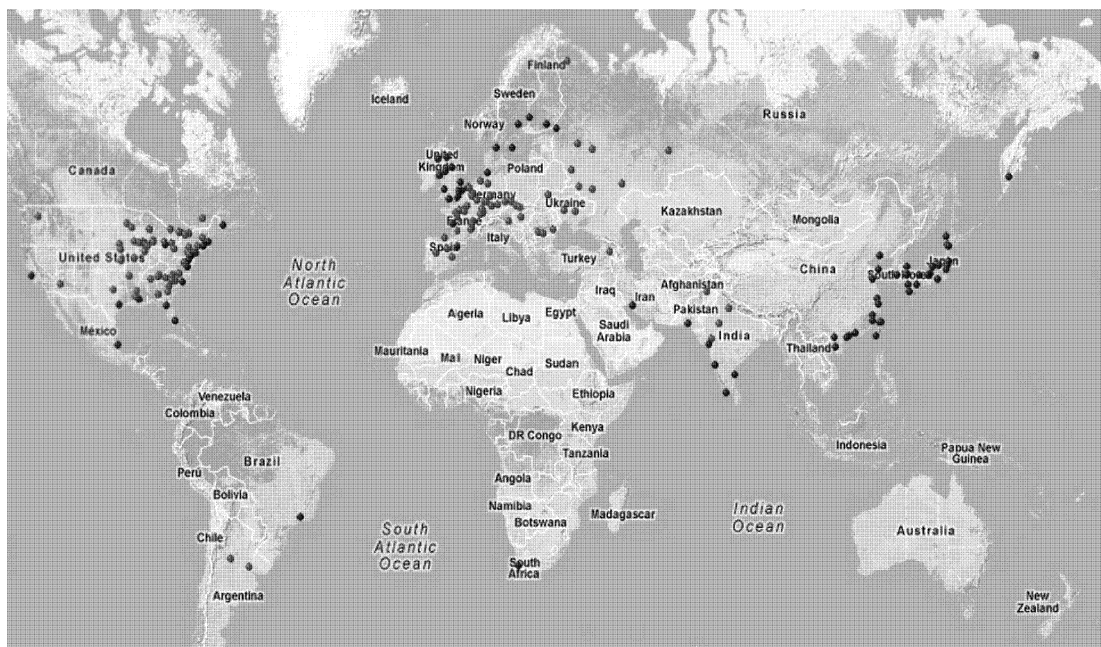 Finland
Sweden
Iceland
Russia
Norway
United
Kingdom
Poland
Canada
Germany
Ukraine
Kazakhstan
Mongolia
France
Italy
Spain
United States
Turkey
China
Japan
North
Atlantic
Ocean
Afghanistan
Iraq
Iran
Algeria
Libya
Egypt
Pakistan
Saudi
Arabia
India
México
Thailand
Mauritania
Mali
Niger
Chad
Sudan
Nigeria
Ethiopia
Venezuela
Colombia
Kenya
DR Congo
Indonesia
Papua New
Guinea
Brazil
Tanzania
Perú
Angola
Bolivia
Namibia
Madagascar
Indian
Ocean
Botswana
Australia
South
Atlantic
Ocean
Chile
South
Africa
Argentina
New
Zealand